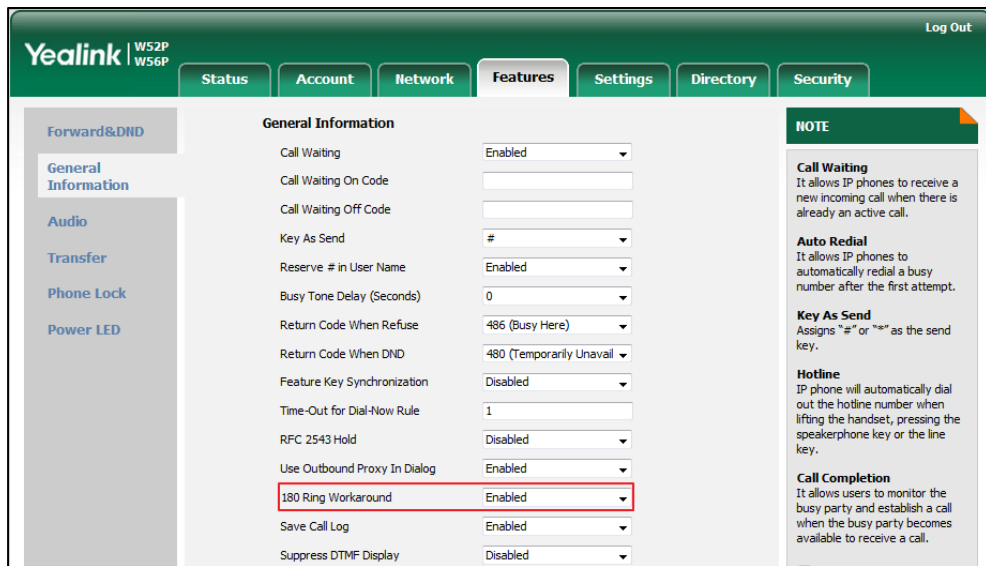 Log Out
Yealink | W52P
W56P
Status Account Network Features Settings Directory Security
Forward&DND
General
Information
Audio
Transfer
Phone Lock
Power LED
General Information
Call Waiting Enabled
Call Waiting On Code
Call Waiting Off Code
Key As Send #
Reserve # in User Name Enabled
Busy Tone Delay (Seconds) 0
Return Code When Refuse 486 (Busy Here)
Return Code When DND 480 (Temporarily Unavail
Feature Key Synchronization Disabled
Time-Out for Dial-Now Rule 1
RFC 2543 Hold Disabled
Use Outbound Proxy In Dialog Enabled
180 Ring Workaround Enabled
Save Call Log Enabled
Suppress DTMF Display Disabled
NOTE
Call Waiting
It allows IP phones to receive a
new incoming call when there is
already an active call.
Auto Redial
It allows IP phones to
automatically redial a busy
number after the first attempt.
Key As Send
Assigns "#" or "*" as the send
key.
Hotline
IP phone will automatically dial
out the hotline number when
lifting the handset, pressing the
speakerphone key or the line
key.
Call Completion
It allows users to monitor the
busy party and establish a call
when the busy party becomes
available to receive a call.